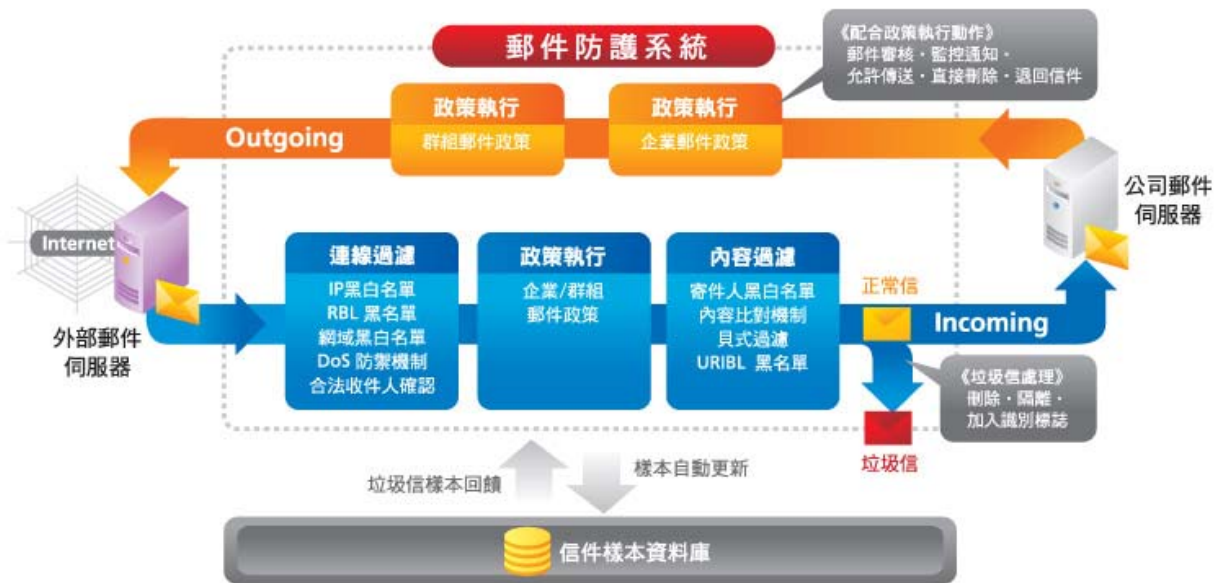 郵件防護系統
《配合政策執行動作》
郵件審核・監控通知・
允許傳送・直接刪除・退回信件
Outgoing
政策執行
群組郵件政策
政策執行
企業郵件政策
公司郵件
伺服器
Internet
外部郵件
伺服器
連線過濾
IP黑白名單
RBL 黑名單
網域黑白名單
DoS 防禦機制
合法收件人確認
政策執行
企業/群組
郵件政策
內容過濾
寄件人黑白名單
內容比對機制
貝式過濾
URIBL 黑名單
正常信
Incoming
《垃圾信處理》
刪除・隔離・
加入識別標誌
垃圾信
垃圾信樣本回饋
樣本自動更新
信件樣本資料庫